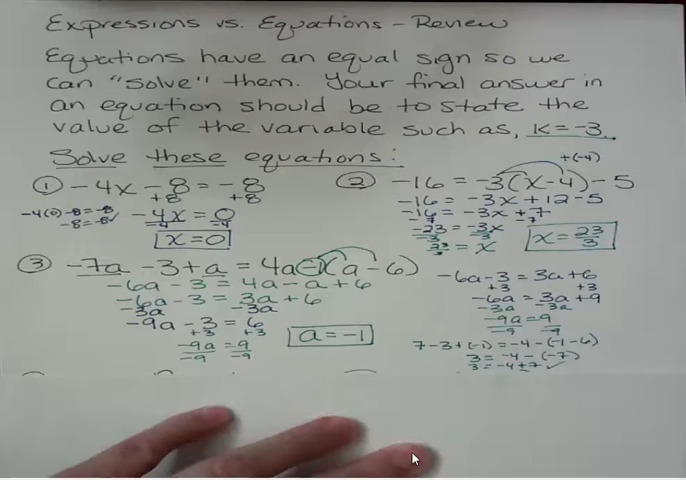 Expressions vs. Equations - Review
Equations have an equal sign so we
can "solve" them. Your final answer in
an equation should be to state the
value of the variable such as, K = -3.
Solve these equations:
① -4x - 8 = -8
+8 +8
-4(0) - 8 = -8
-8 = -8 ✓
-4x = 0
-4 -4
x = 0
② -16 = -3(x - 4) - 5
+(-4)
-16 = -3x + 12 - 5
-16 = -3x + 7
-7 -7
-23 = -3x
-3 -3
23/3 = x
x = 23/3
③ -7a - 3 + a = 4a - (a - 6)
-6a - 3 = 4a - a + 6
-6a - 3 = 3a + 6
-3a -3a
-9a - 3 = 6
+3 +3
-9a = 9
-9 -9
a = -1
-6a - 3 = 3a + 6
+3 +3
-6a = 3a + 9
-3a -3a
-9a = 9
-9 -9
7 - 3 + (-1) = -4 - (-1 - 6)
3 = -4 - (-7)
3 = -4 + 7 ✓